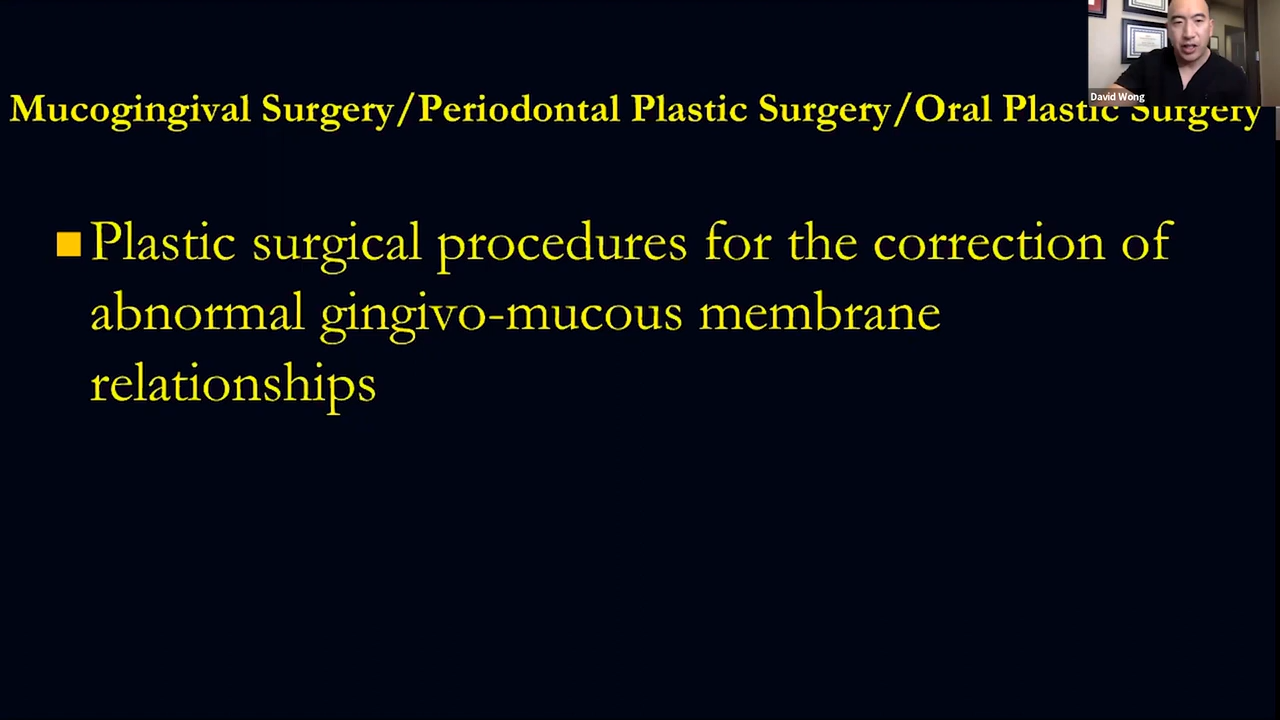 David Wong
Mucogingival Surgery/Periodontal Plastic Surgery/Oral Plastic Surgery
■Plastic surgical procedures for the correction of
abnormal gingivo-mucous membrane
relationships